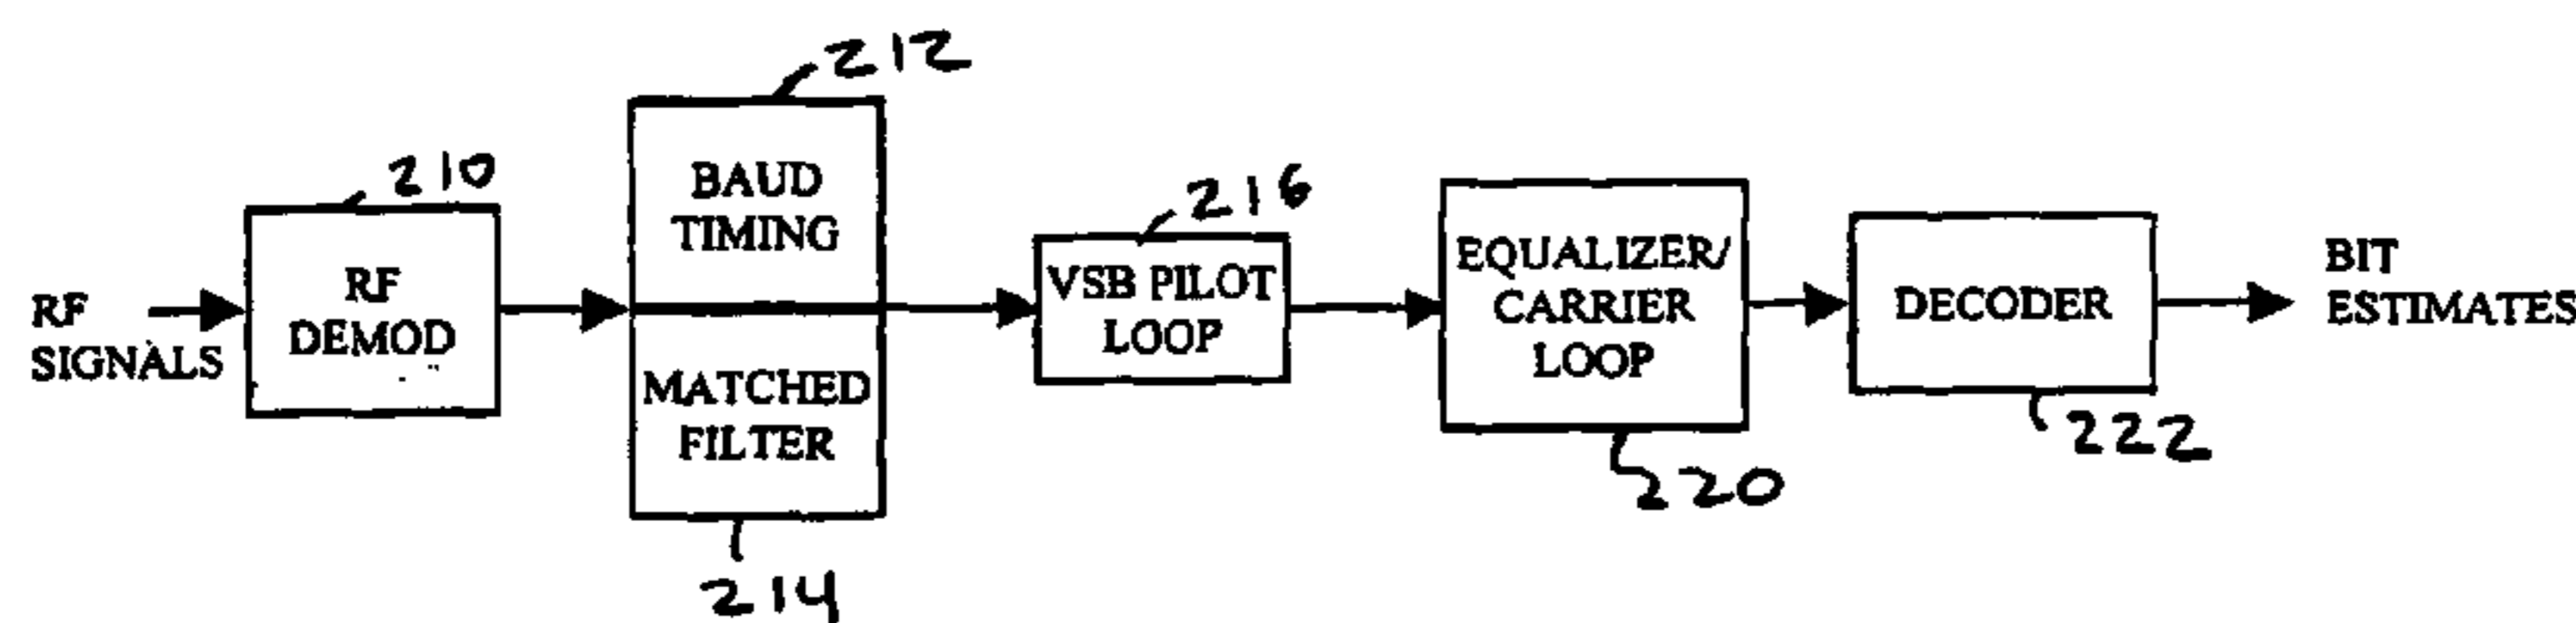 RF
SIGNALS
210
RF
DEMOD
212
BAUD
TIMING
MATCHED
FILTER
214
216
VSB PILOT
LOOP
EQUALIZER/
CARRIER
LOOP
220
DECODER
222
BIT
ESTIMATES